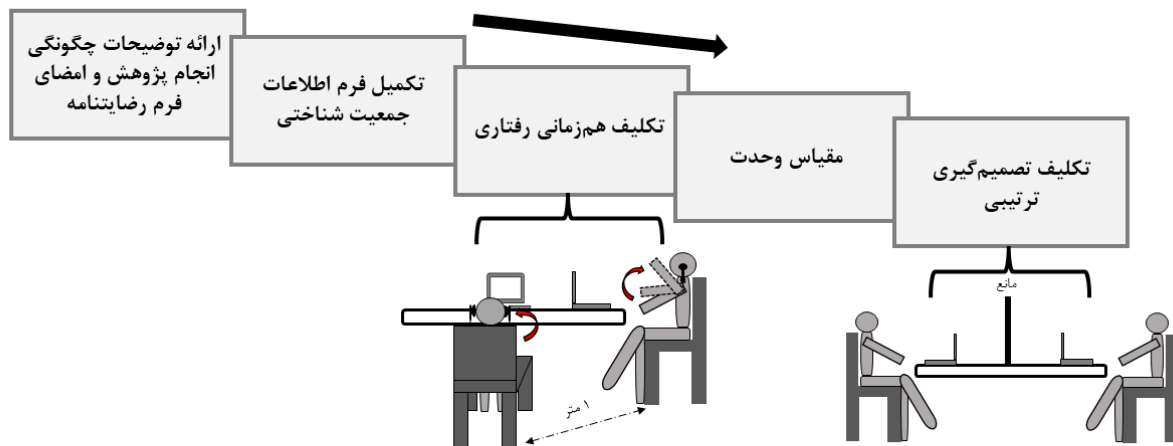 ارائه توضیحات چگونگی
انجام پژوهش و امضای
فرم رضایتنامه
تکمیل فرم اطلاعات
جمعیت شناختی
تکلیف هم‌زمانی رفتاری
مقیاس وحدت
تکلیف تصمیم‌گیری
ترتیبی
مانع
۱ متر